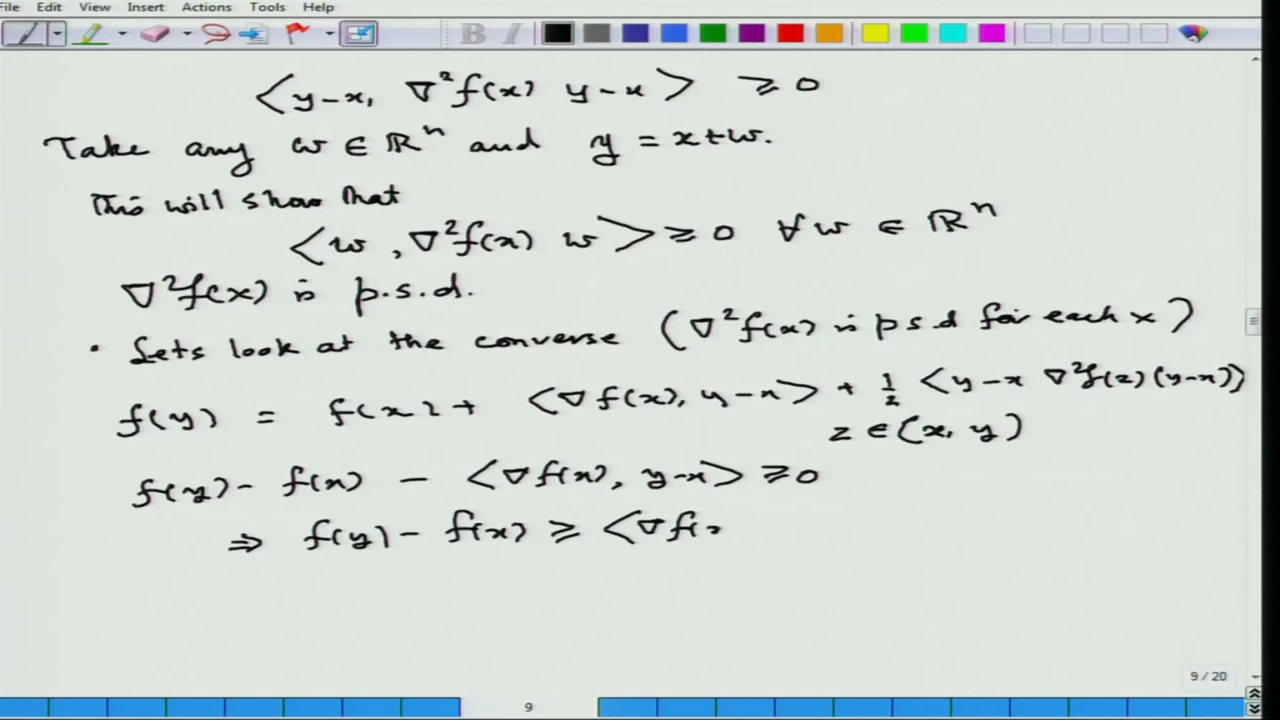 File Edit View Insert Actions Tools Help
B I
<y-x, ∇²f(x) y-x> ≥ 0
Take any w ∈ ℝⁿ and y = x+w.
This will show that
<w, ∇²f(x) w> ≥ 0 ∀w ∈ ℝⁿ
∇²f(x) is p.s.d.
• Lets look at the converse (∇²f(x) is psd for each x)
f(y) = f(x) + <∇f(x), y-x> + 1/2 <y-x ∇²f(z)(y-x)>
z ∈ (x, y)
f(y) - f(x) - <∇f(x), y-x> ≥ 0
⇒ f(y) - f(x) ≥ <∇f(x
9 / 20
9